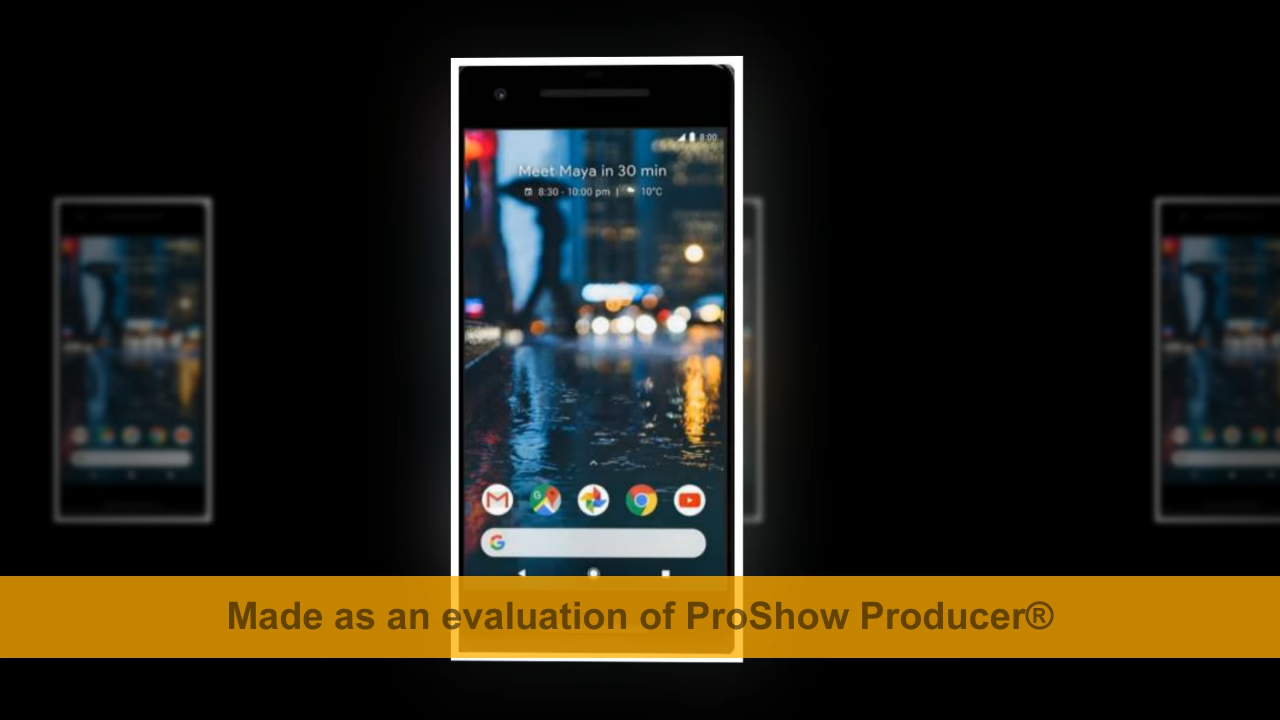 8:00
Meet Maya in 30 min
8:30 - 10:00 pm | 10°C
Made as an evaluation of ProShow Producer®